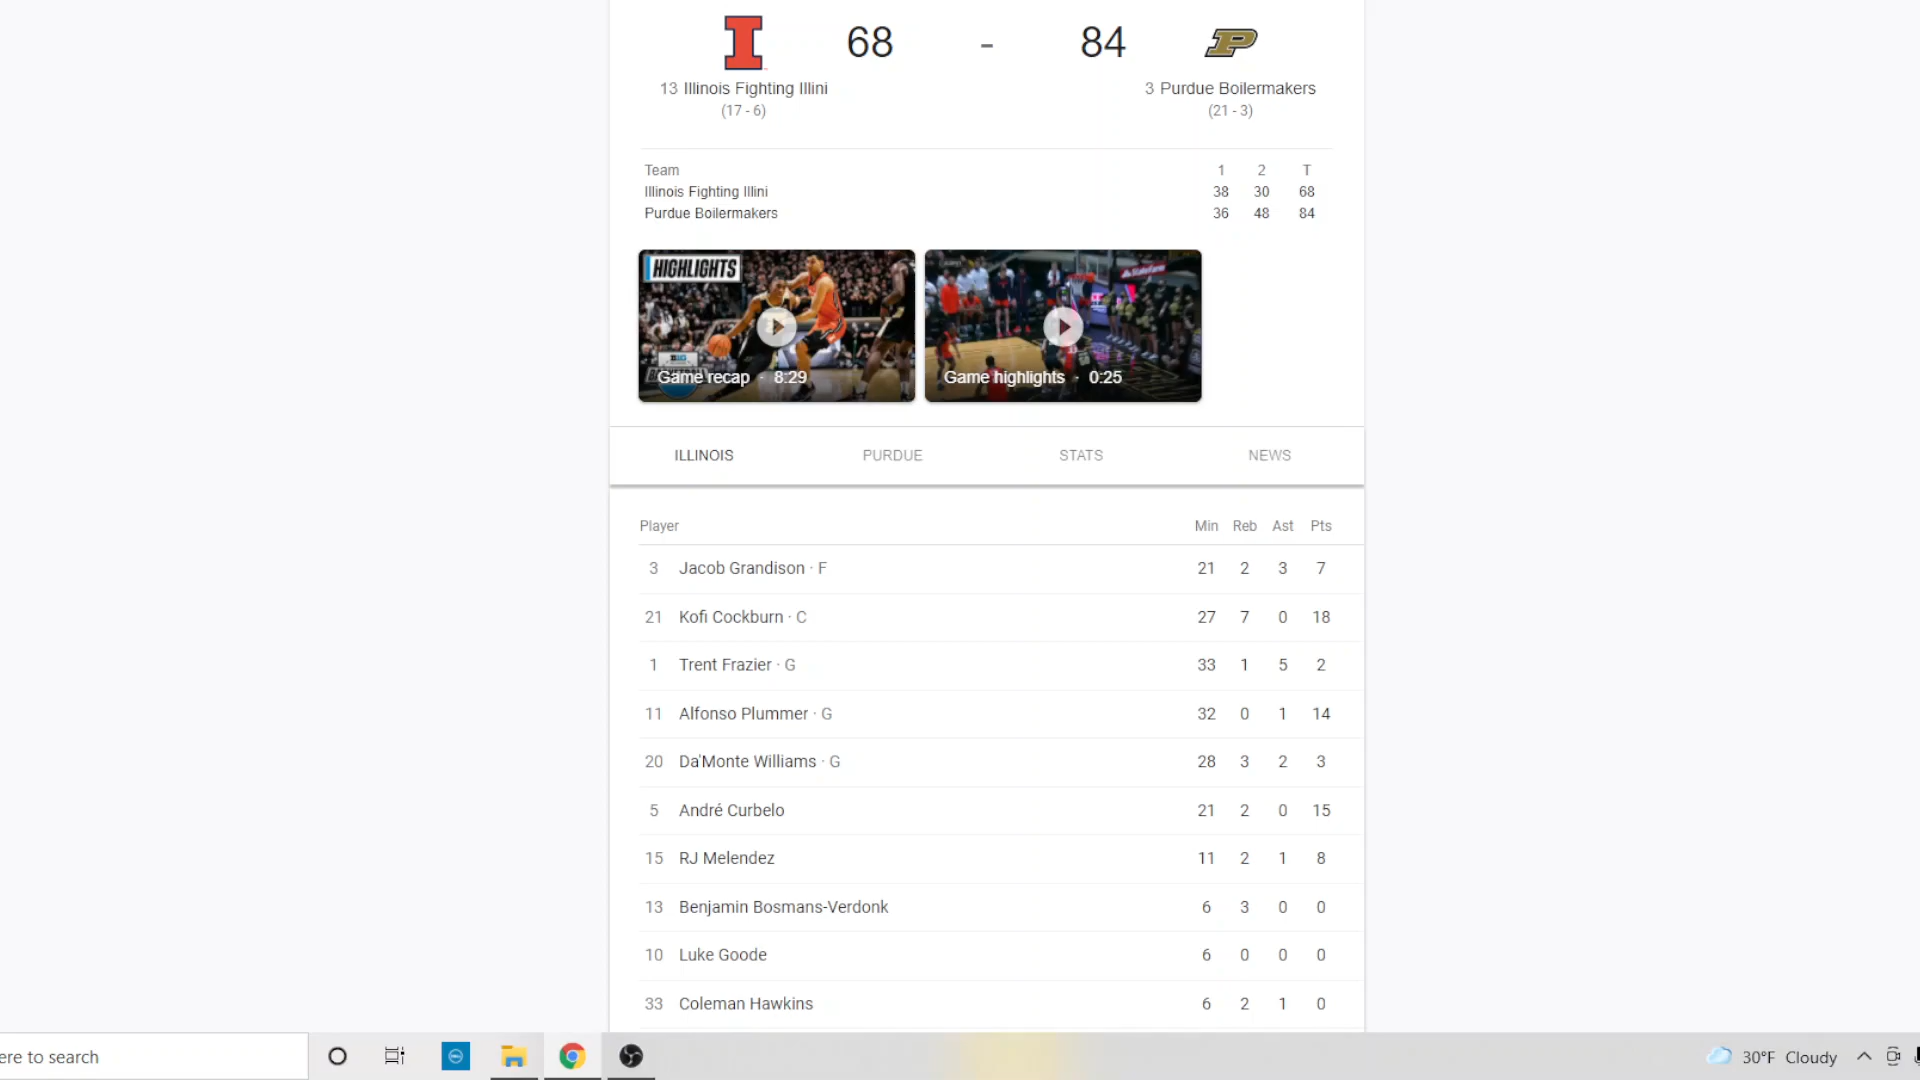 68 - 84
13 Illinois Fighting Illini 3 Purdue Boilermakers
(17 - 6) (21 - 3)
Team 1 2 T
Illinois Fighting Illini 38 30 68
Purdue Boilermakers 36 48 84
HIGHLIGHTS
Game recap · 8:29 Game highlights · 0:25
ILLINOIS PURDUE STATS NEWS
Player Min Reb Ast Pts
3 Jacob Grandison · F 21 2 3 7
21 Kofi Cockburn · C 27 7 0 18
1 Trent Frazier · G 33 1 5 2
11 Alfonso Plummer · G 32 0 1 14
20 Da'Monte Williams · G 28 3 2 3
5 André Curbelo 21 2 0 15
15 RJ Melendez 11 2 1 8
13 Benjamin Bosmans-Verdonk 6 3 0 0
10 Luke Goode 6 0 0 0
33 Coleman Hawkins 6 2 1 0
ere to search 30°F Cloudy